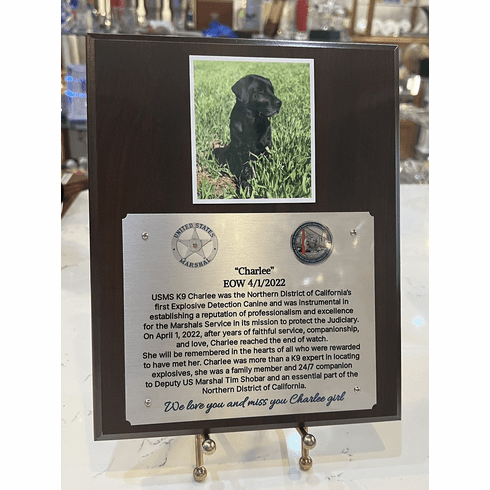 UNITED STATES
MARSHAL
"Charlee"
EOW 4/1/2022
USMS K9 Charlee was the Northern District of California's
first Explosive Detection Canine and was instrumental in
establishing a reputation of professionalism and excellence
for the Marshals Service in its mission to protect the Judiciary.
On April 1, 2022, after years of faithful service, companionship,
and love, Charlee reached the end of watch.
She will be remembered in the hearts of all who were rewarded
to have met her. Charlee was more than a K9 expert in locating
explosives, she was a family member and 24/7 companion
to Deputy US Marshal Tim Shobar and an essential part of the
Northern District of California.
We love you and miss you Charlee girl